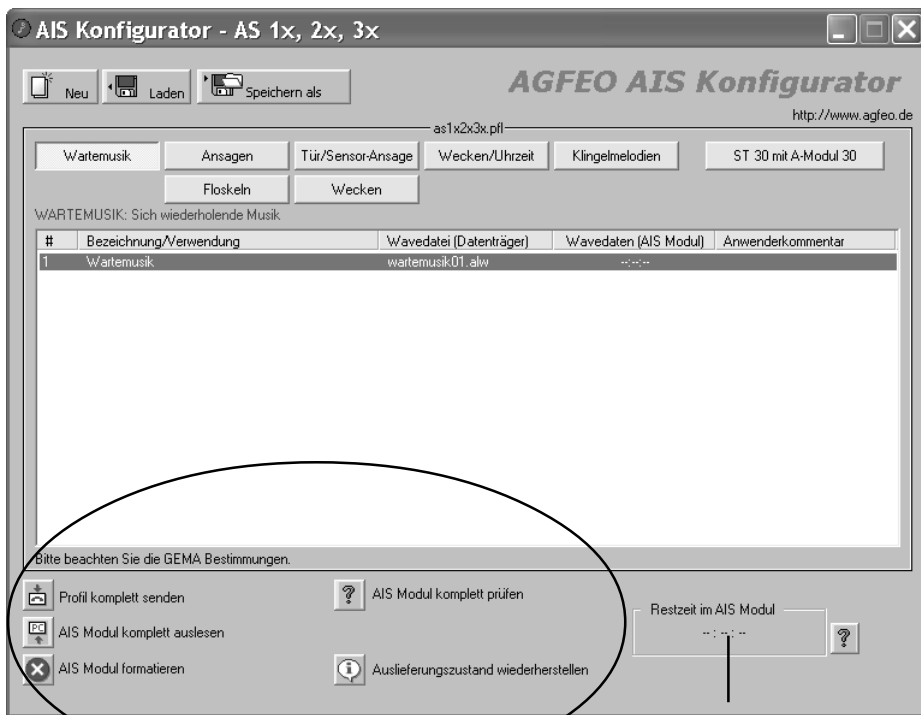 AIS Konfigurator - AS 1x, 2x, 3x
Neu Laden Speichern als
AGFEO AIS Konfigurator
http://www.agfeo.de
as1x2x3x.pfl
Wartemusik Ansagen Tür/Sensor-Ansage Wecken/Uhrzeit Klingelmelodien ST 30 mit A-Modul 30
Floskeln Wecken
WARTEMUSIK: Sich wiederholende Musik
# Bezeichnung/Verwendung Wavedatei (Datenträger) Wavedaten (AIS Modul) Anwenderkommentar
1 Wartemusik wartemusik01.alw --:--:--
Bitte beachten Sie die GEMA Bestimmungen.
Profil komplett senden ? AIS Modul komplett prüfen
Restzeit im AIS Modul
PC AIS Modul komplett auslesen --:--:-- ?
AIS Modul formatieren Auslieferungszustand wiederherstellen